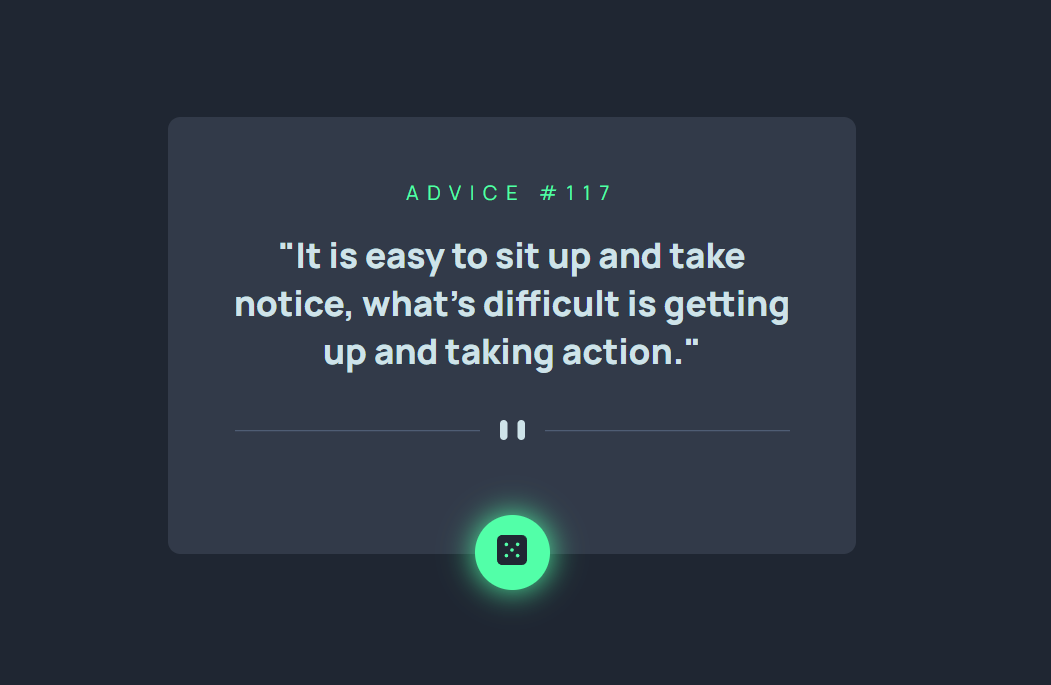 ADVICE #117
"It is easy to sit up and take
notice, what's difficult is getting
up and taking action."